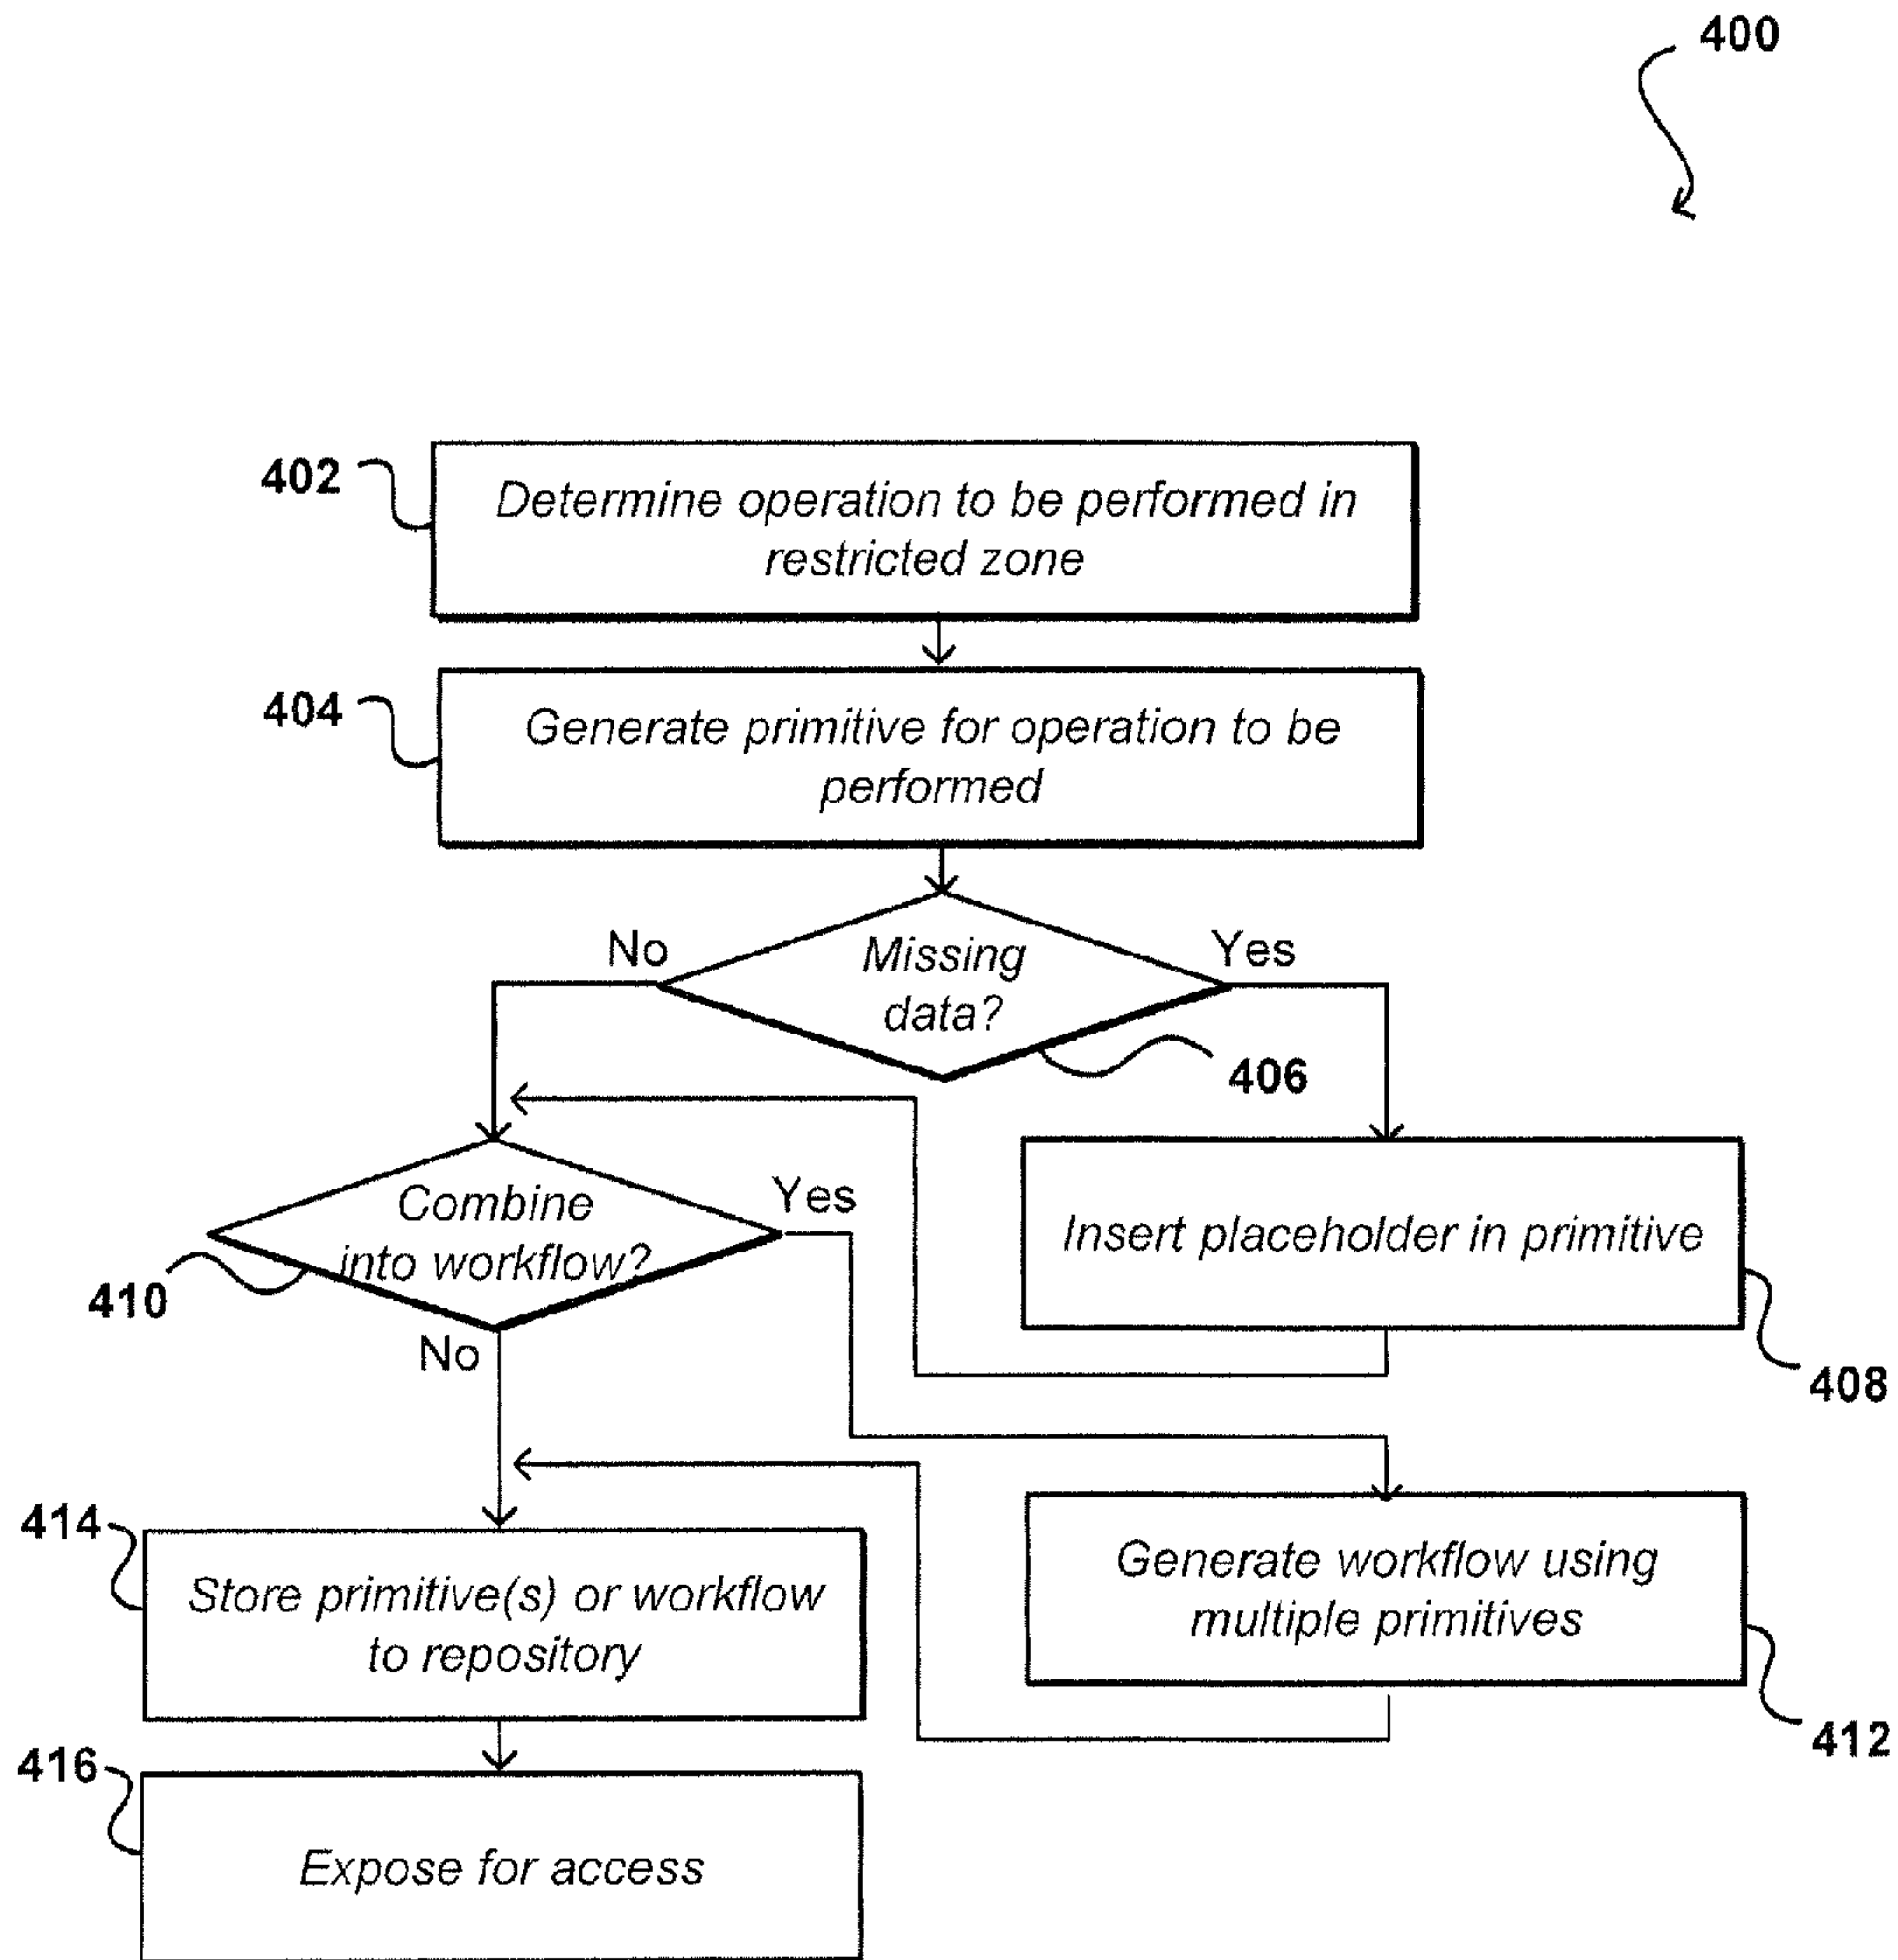 400
402
Determine operation to be performed in
restricted zone
404
Generate primitive for operation to be
performed
No
Missing
data?
Yes
406
Combine
into workflow?
Yes
410
No
Insert placeholder in primitive
408
414
Store primitive(s) or workflow
to repository
Generate workflow using
multiple primitives
412
416
Expose for access